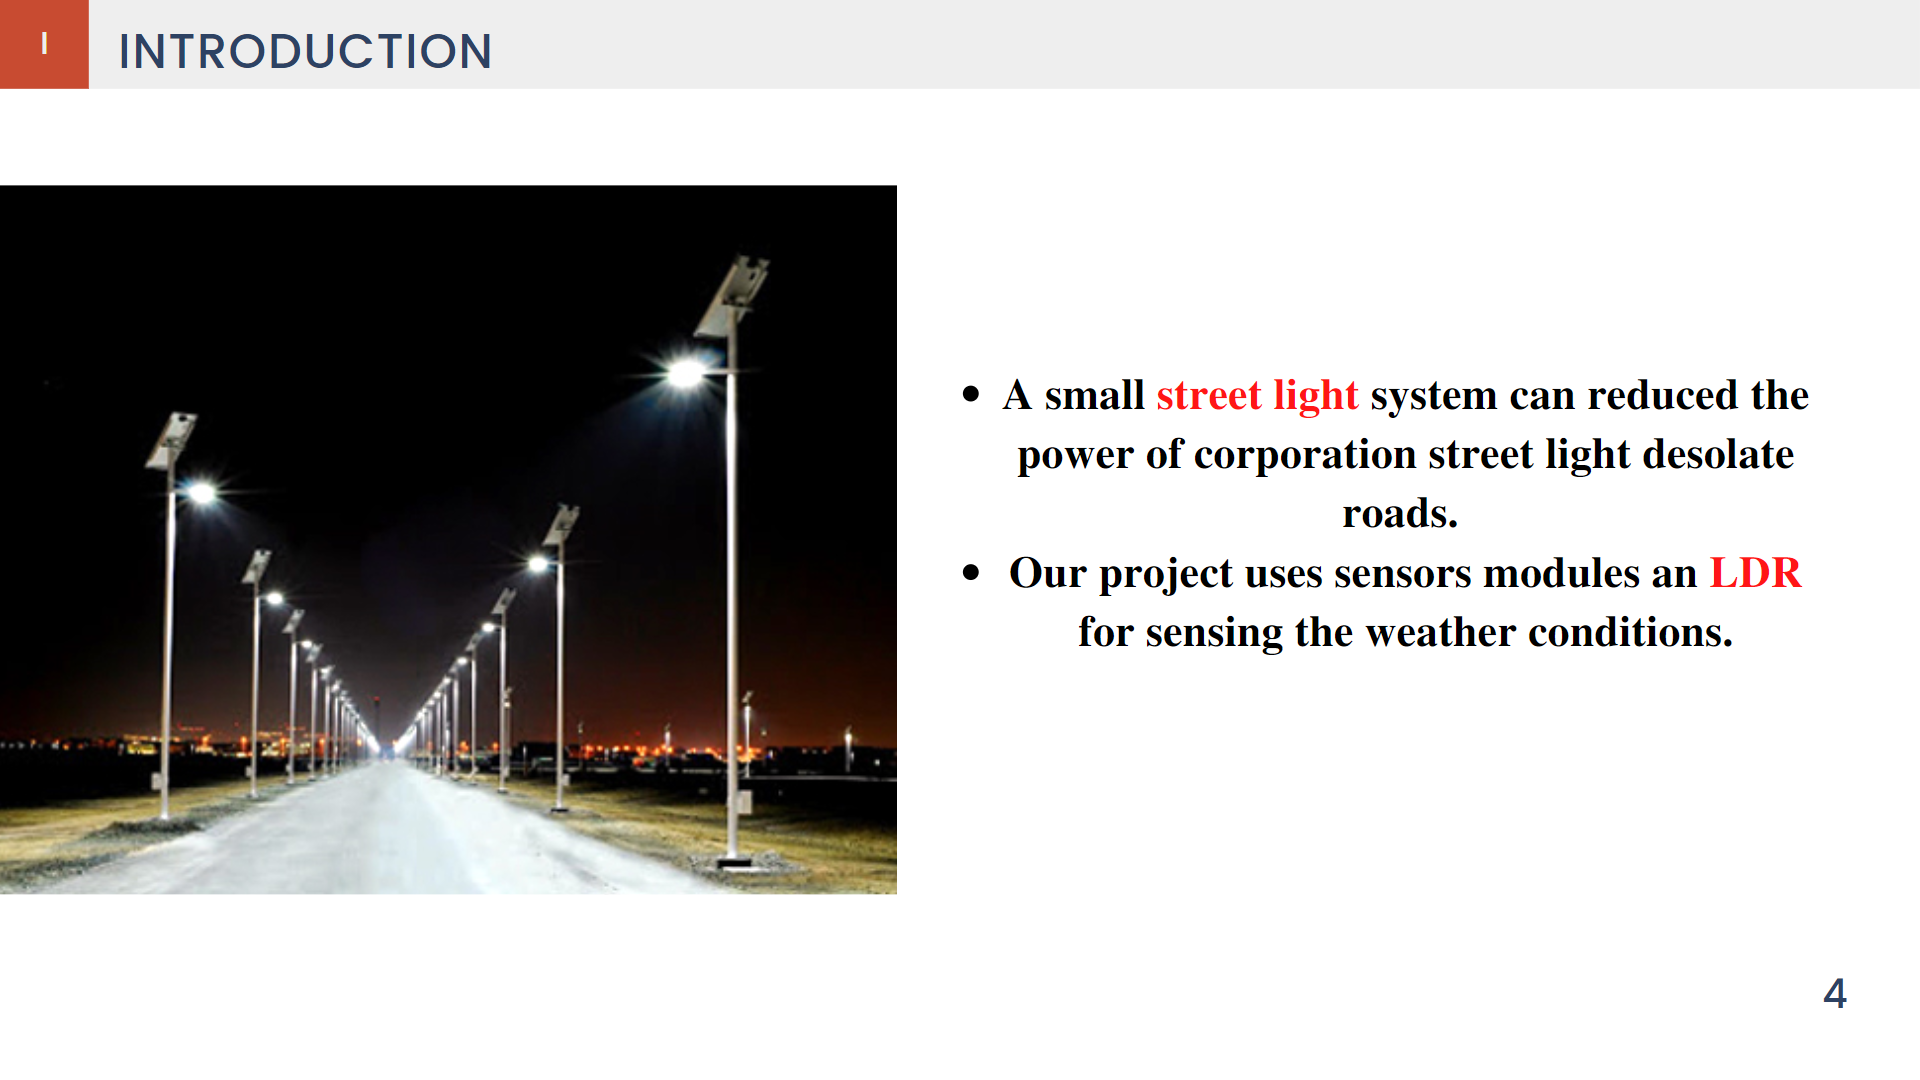 I
INTRODUCTION
• A small street light system can reduced the
power of corporation street light desolate
roads.
• Our project uses sensors modules an LDR
for sensing the weather conditions.
4